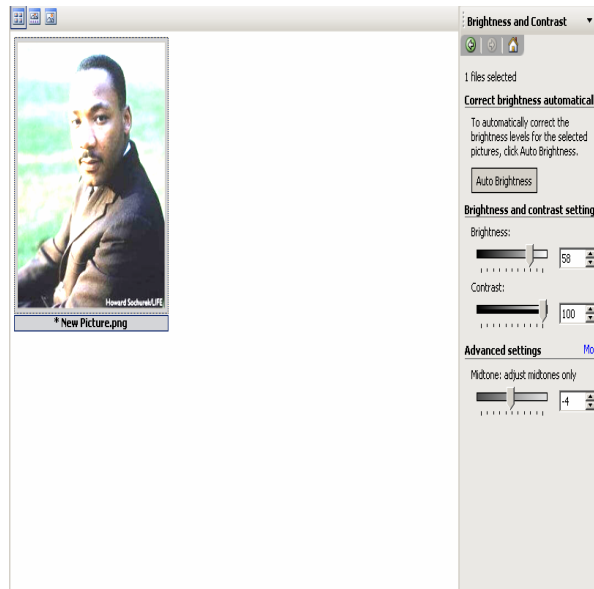 Brightness and Contrast
1 files selected
Correct brightness automatical
To automatically correct the
brightness levels for the selected
pictures, click Auto Brightness.
Auto Brightness
Brightness and contrast setting
Brightness:
58
Contrast:
100
Advanced settings Mo
Midtone: adjust midtones only
-4
Howard Sochurek/LIFE
* New Picture.png